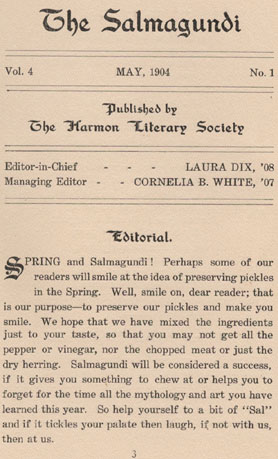 The Salmagundi
Vol. 4 MAY, 1904 No. 1
Published by
The Harmon Literary Society
Editor-in-Chief - - - LAURA DIX, '08
Managing Editor - - CORNELIA B. WHITE, '07
Editorial.
SPRING and Salmagundi! Perhaps some of our
readers will smile at the idea of preserving pickles
in the Spring. Well, smile on, dear reader; that
is our purpose—to preserve our pickles and make you
smile. We hope that we have mixed the ingredients
just to your taste, so that you may not get all the
pepper or vinegar, nor the chopped meat or just the
dry herring. Salmagundi will be considered a success,
if it gives you something to chew at or helps you to
forget for the time all the mythology and art you have
learned this year. So help yourself to a bit of "Sal"
and if it tickles your palate then laugh, if not with us,
then at us.
3